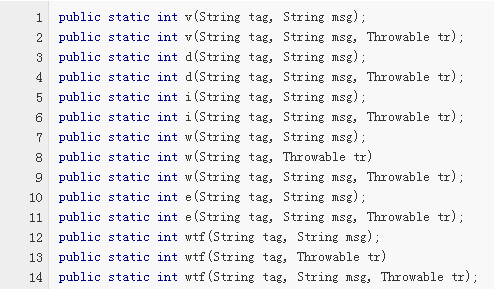 1 public static int v(String tag, String msg);
2 public static int v(String tag, String msg, Throwable tr);
3 public static int d(String tag, String msg);
4 public static int d(String tag, String msg, Throwable tr);
5 public static int i(String tag, String msg);
6 public static int i(String tag, String msg, Throwable tr);
7 public static int w(String tag, String msg);
8 public static int w(String tag, Throwable tr)
9 public static int w(String tag, String msg, Throwable tr);
10 public static int e(String tag, String msg);
11 public static int e(String tag, String msg, Throwable tr);
12 public static int wtf(String tag, String msg);
13 public static int wtf(String tag, Throwable tr)
14 public static int wtf(String tag, String msg, Throwable tr);